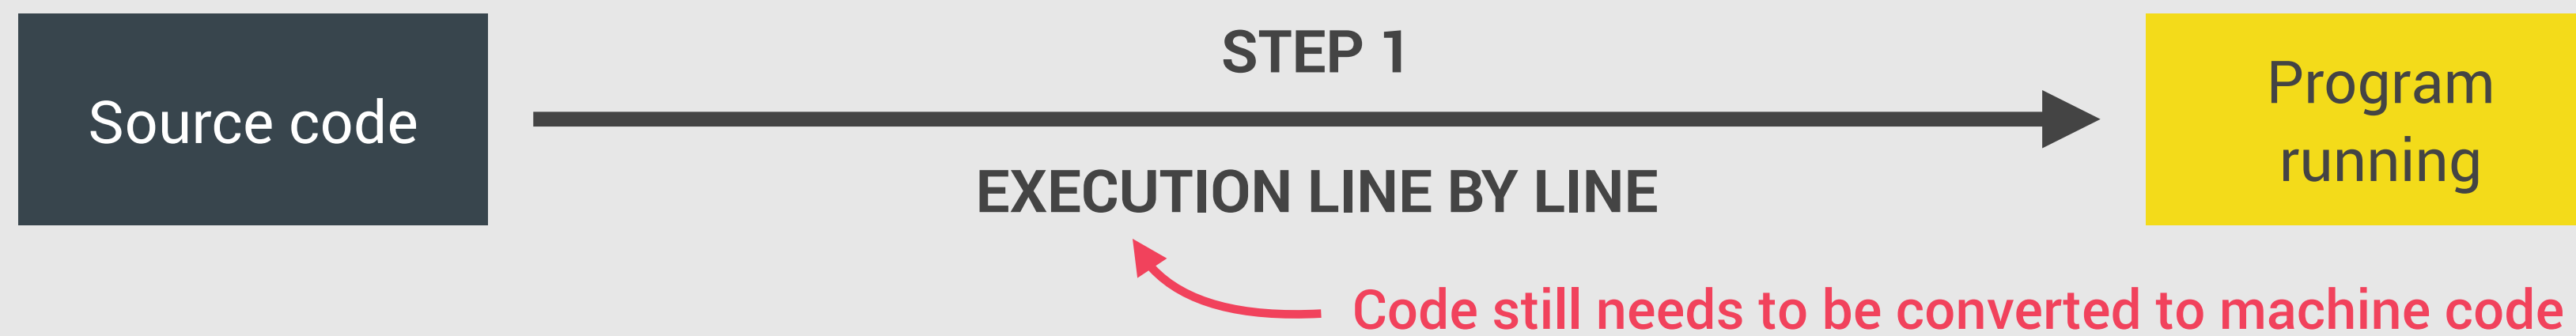 Source code
STEP 1
EXECUTION LINE BY LINE
Program
running
Code still needs to be converted to machine code